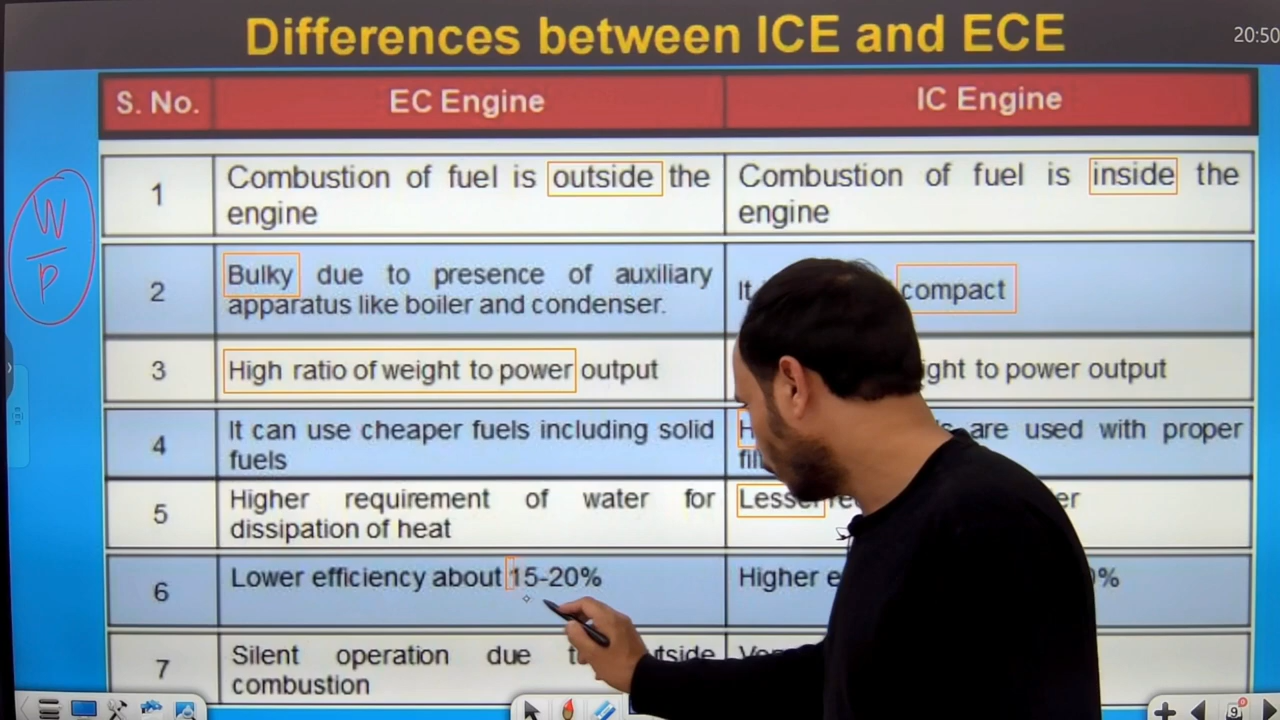 Differences between ICE and ECE
20:50
S. No.
EC Engine
IC Engine
1
Combustion of fuel is outside the
engine
Combustion of fuel is inside the
engine
2
Bulky due to presence of auxiliary
apparatus like boiler and condenser.
It
compact
3
High ratio of weight to power output
to power output
4
It can use cheaper fuels including solid
fuels
are used with proper
5
Higher requirement of water for
dissipation of heat
Lesser
6
Lower efficiency about 15-20%
Higher
%
7
Silent operation due
combustion
W
P
9